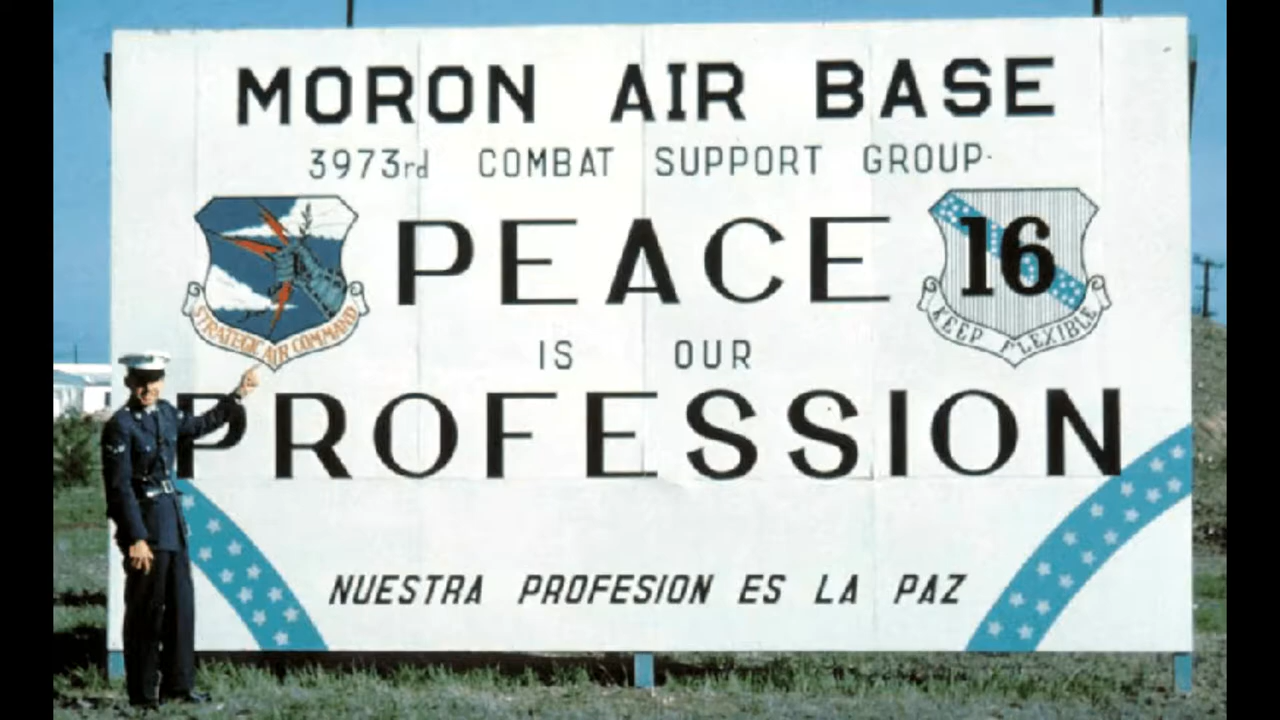 MORON AIR BASE
3973rd COMBAT SUPPORT GROUP
STRATEGIC AIR COMMAND
PEACE
16
KEEP FLEXIBLE
IS OUR
PROFESSION
NUESTRA PROFESION ES LA PAZ